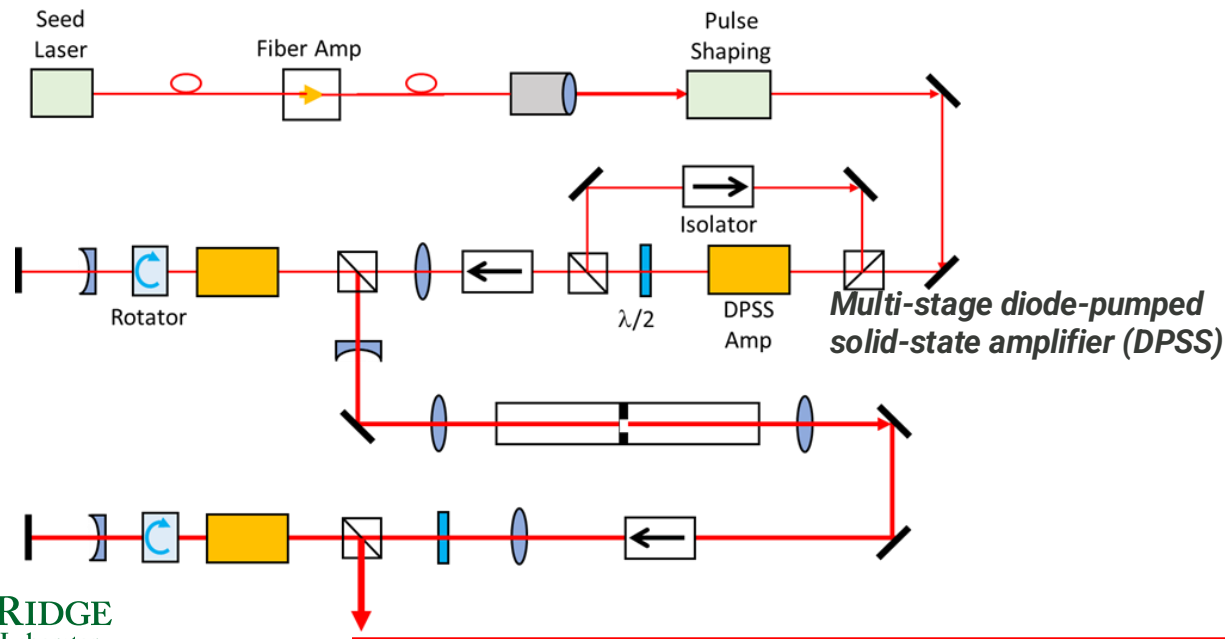 Seed
Laser
Fiber Amp
Pulse
Shaping
Isolator
Rotator
λ/2
DPSS
Amp
Multi-stage diode-pumped
solid-state amplifier (DPSS)
RIDGE